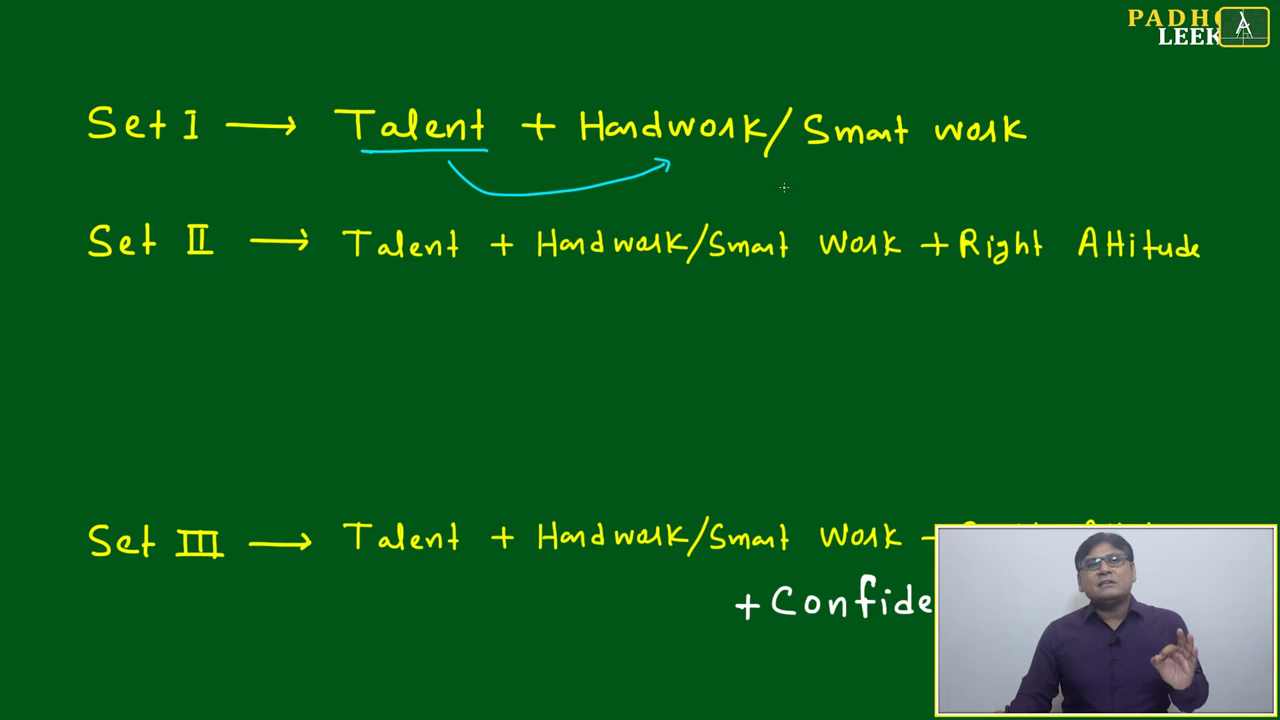 PADHO
LEEK
Set I → Talent + Hardwork/Smart work
Set II → Talent + Hardwork/Smart Work + Right Attitude
Set III → Talent + Hardwork/Smart Work
+ Confide